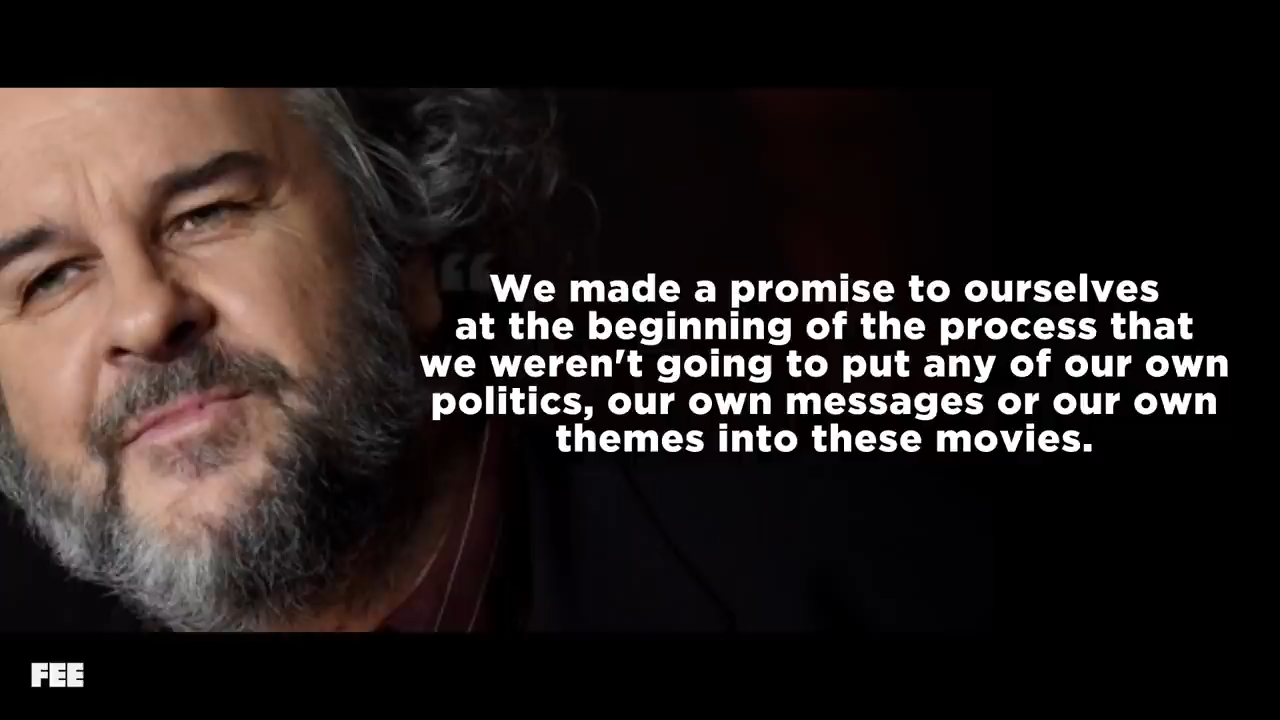 “We made a promise to ourselves
at the beginning of the process that
we weren't going to put any of our own
politics, our own messages or our own
themes into these movies.
FEE